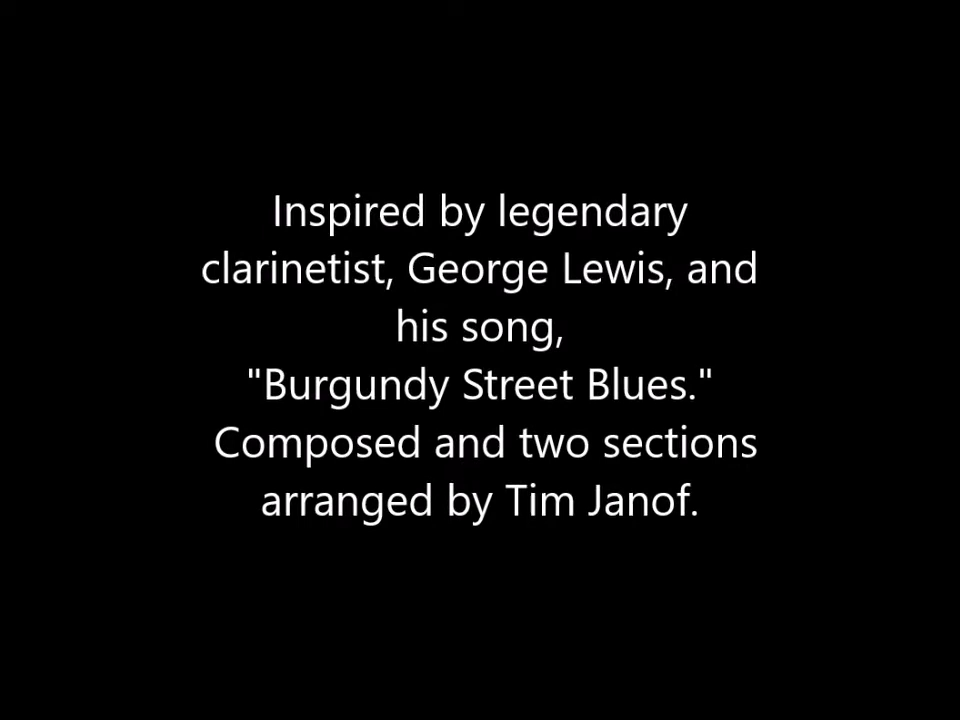 Inspired by legendary
clarinetist, George Lewis, and
his song,
"Burgundy Street Blues."
Composed and two sections
arranged by Tim Janof.